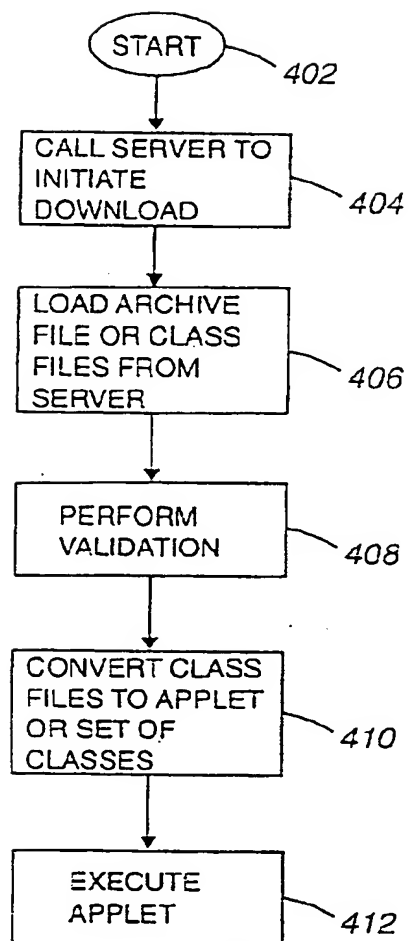 START
402
CALL SERVER TO
INITIATE
DOWNLOAD
404
LOAD ARCHIVE
FILE OR CLASS
FILES FROM
SERVER
406
PERFORM
VALIDATION
408
CONVERT CLASS
FILES TO APPLET
OR SET OF
CLASSES
410
EXECUTE
APPLET
412